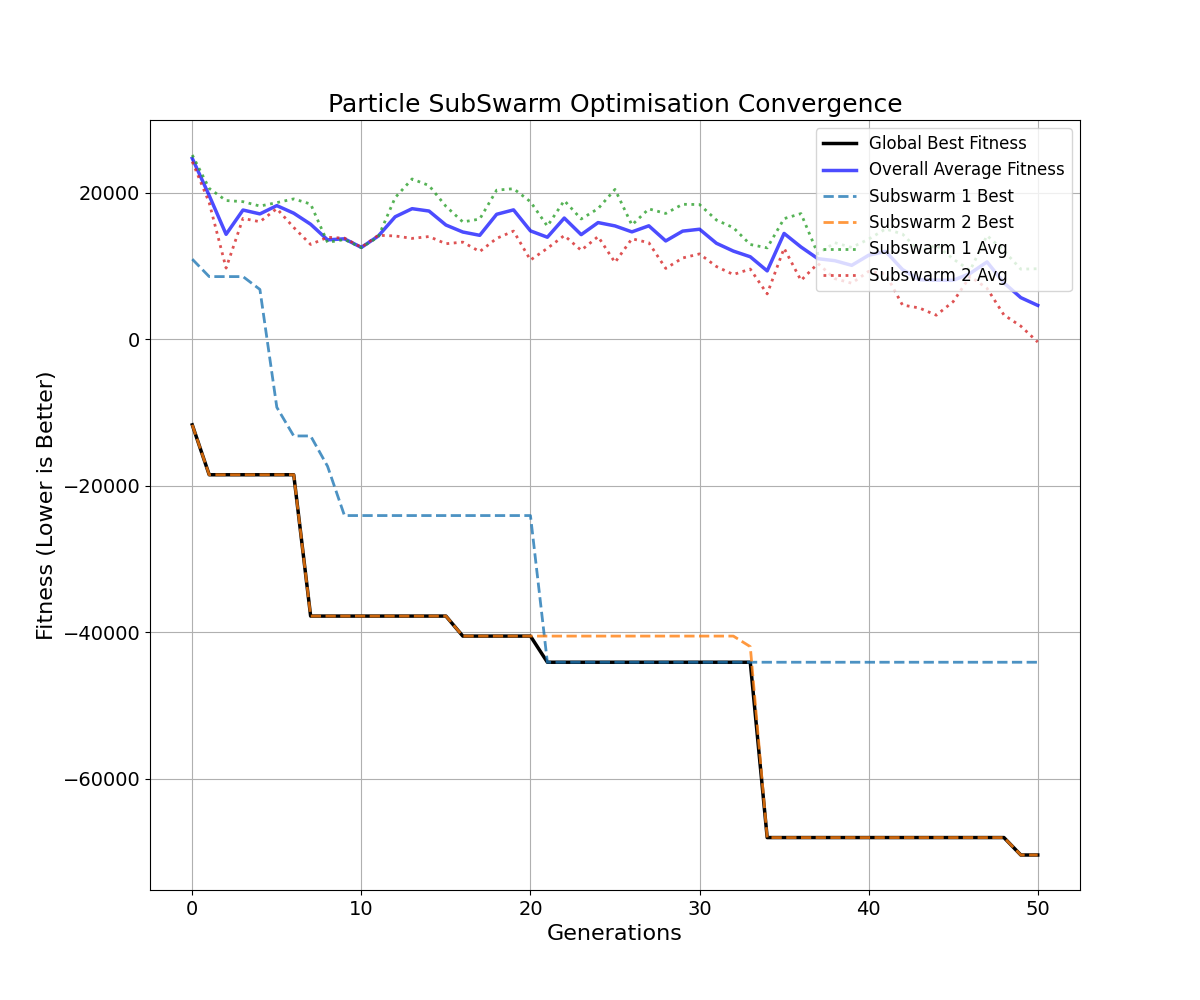 Particle SubSwarm Optimisation Convergence
Global Best Fitness
Overall Average Fitness
Subswarm 1 Best
Subswarm 2 Best
Subswarm 1 Avg
Subswarm 2 Avg
Fitness (Lower is Better)
20000
0
−20000
−40000
−60000
0 10 20 30 40 50
Generations